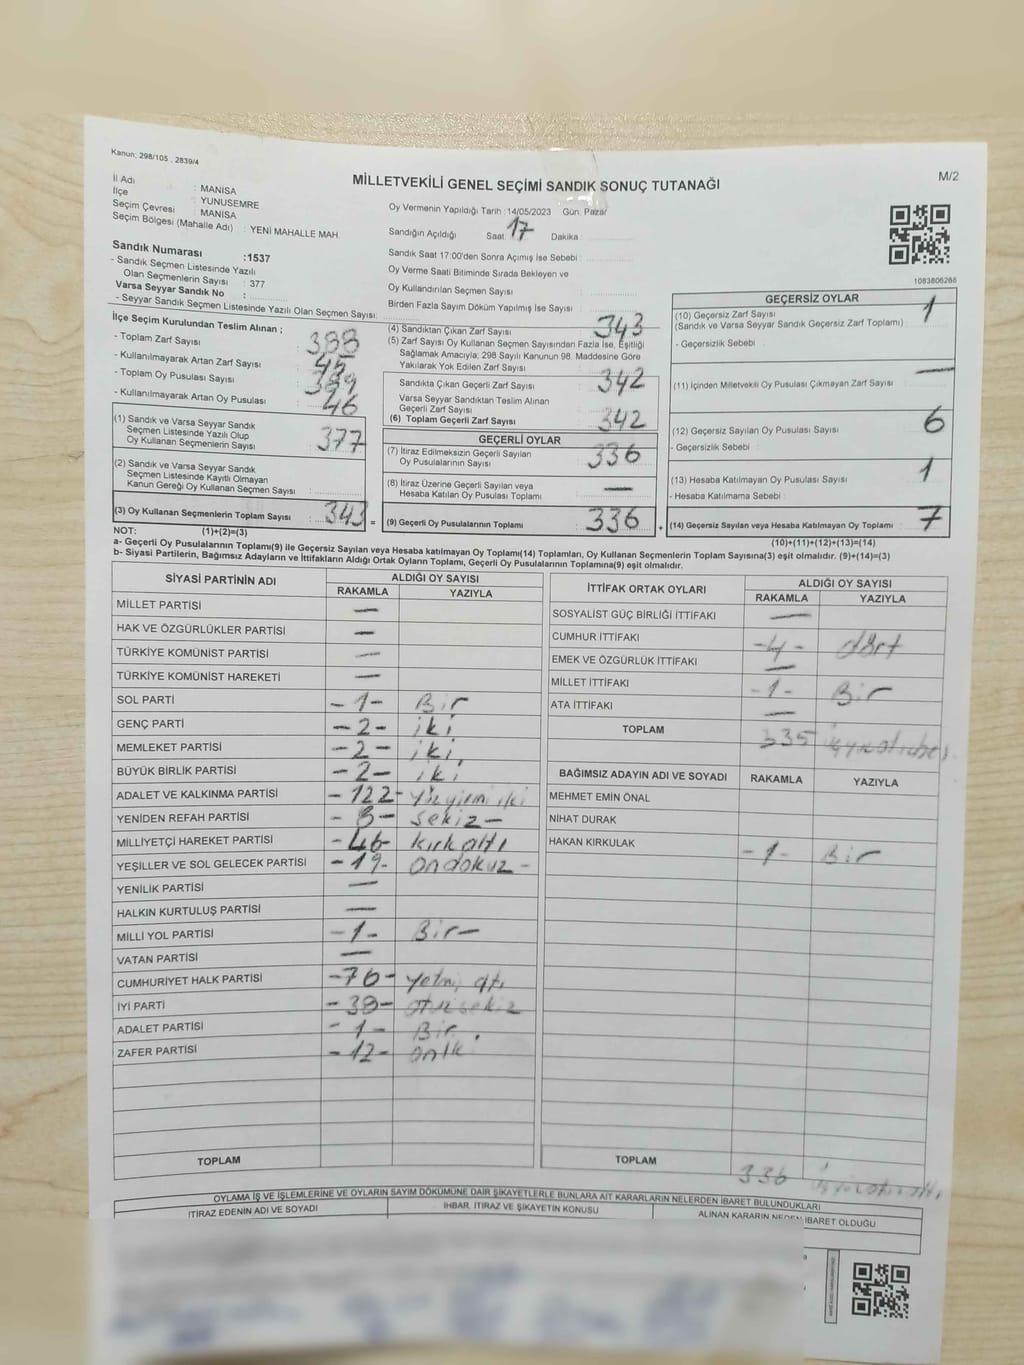 Kanun; 298/105 , 2839/4
MİLLETVEKİLİ GENEL SEÇİMİ SANDIK SONUÇ TUTANAĞI
M/2
İl Adı : MANİSA
İlçe : YUNUSEMRE
Seçim Çevresi : MANİSA
Seçim Bölgesi (Mahalle Adı) : YENİ MAHALLE MAH.
Sandık Numarası :1537
- Sandık Seçmen Listesinde Yazılı
Olan Seçmenlerin Sayısı : 377
Varsa Seyyar Sandık No :
- Seyyar Sandık Seçmen Listesinde Yazılı Olan Seçmen Sayısı:
Oy Vermenin Yapıldığı Tarih :14/05/2023 Gün: Pazar
Sandığın Açıldığı Saat: 17 Dakika :
Sandık Saat 17:00'den Sonra Açımış İse Sebebi :
Oy Verme Saati Bitiminde Sırada Bekleyen ve
Oy Kullandırılan Seçmen Sayısı :
Birden Fazla Sayım Döküm Yapılmış İse Sayısı :
1083806266
İlçe Seçim Kurulundan Teslim Alınan ;
- Toplam Zarf Sayısı : 388
- Kullanılmayarak Artan Zarf Sayısı : 45
- Toplam Oy Pusulası Sayısı : 389
- Kullanılmayarak Artan Oy Pusulası : 46
(1) Sandık ve Varsa Seyyar Sandık
Seçmen Listesinde Yazılı Olup
Oy Kullanan Seçmenlerin Sayısı : 377
(2) Sandık ve Varsa Seyyar Sandık
Seçmen Listesinde Kayıtlı Olmayan
Kanun Gereği Oy Kullanan Seçmen Sayısı :
(3) Oy Kullanan Seçmenlerin Toplam Sayısı : 343 =
(4) Sandıktan Çıkan Zarf Sayısı : 343
(5) Zarf Sayısı Oy Kullanan Seçmen Sayısından Fazla İse, Eşitliği
Sağlamak Amacıyla; 298 Sayılı Kanunun 98. Maddesine Göre
Yakılarak Yok Edilen Zarf Sayısı :
Sandıkta Çıkan Geçerli Zarf Sayısı : 342
Varsa Seyyar Sandıktan Teslim Alınan
Geçerli Zarf Sayısı :
(6) Toplam Geçerli Zarf Sayısı : 342
GEÇERLİ OYLAR
(7) İtiraz Edilmeksizin Geçerli Sayılan
Oy Pusulalarının Sayısı : 336
(8) İtiraz Üzerine Geçerli Sayılan veya
Hesaba Katılan Oy Pusulası Toplamı : —
(9) Geçerli Oy Pusulalarının Toplamı : 336 +
GEÇERSİZ OYLAR
(10) Geçersiz Zarf Sayısı : 1
(Sandık ve Varsa Seyyar Sandık Geçersiz Zarf Toplamı)
- Geçersizlik Sebebi :
(11) İçinden Milletvekili Oy Pusulası Çıkmayan Zarf Sayısı : —
(12) Geçersiz Sayılan Oy Pusulası Sayısı : 6
- Geçersizlik Sebebi :
(13) Hesaba Katılmayan Oy Pusulası Sayısı : 1
- Hesaba Katılmama Sebebi :
(14) Geçersiz Sayılan veya Hesaba Katılmayan Oy Toplamı : 7
NOT: (1)+(2)=(3)
(10)+(11)+(12)+(13)=(14)
a- Geçerli Oy Pusulalarının Toplamı(9) ile Geçersiz Sayılan veya Hesaba katılmayan Oy Toplamı(14) Toplamları, Oy Kullanan Seçmenlerin Toplam Sayısına(3) eşit olmalıdır. (9)+(14)=(3)
b- Siyasi Partilerin, Bağımsız Adayların ve İttifakların Aldığı Ortak Oyların Toplamı, Geçerli Oy Pusulalarının Toplamına(9) eşit olmalıdır.
SİYASİ PARTİNİN ADI ALDIĞI OY SAYISI
RAKAMLA YAZIYLA
MİLLET PARTİSİ —
HAK VE ÖZGÜRLÜKLER PARTİSİ —
TÜRKİYE KOMÜNİST PARTİSİ —
TÜRKİYE KOMÜNİST HAREKETİ —
SOL PARTİ -1- Bir
GENÇ PARTİ -2- iki
MEMLEKET PARTİSİ -2- iki
BÜYÜK BİRLİK PARTİSİ -2- iki
ADALET VE KALKINMA PARTİSİ -122- yüzyirmi iki
YENİDEN REFAH PARTİSİ -8- sekiz-
MİLLİYETÇİ HAREKET PARTİSİ -46- kırkaltı
YEŞİLLER VE SOL GELECEK PARTİSİ -19- ondokuz-
YENİLİK PARTİSİ —
HALKIN KURTULUŞ PARTİSİ —
MİLLİ YOL PARTİSİ -1- Bir-
VATAN PARTİSİ —
CUMHURİYET HALK PARTİSİ -76- yetmiş altı
İYİ PARTİ -38- otuzsekiz
ADALET PARTİSİ -1- Bir
ZAFER PARTİSİ -12- oniki
TOPLAM
İTTİFAK ORTAK OYLARI ALDIĞI OY SAYISI
RAKAMLA YAZIYLA
SOSYALİST GÜÇ BİRLİĞİ İTTİFAKI —
CUMHUR İTTİFAKI -4- dört
EMEK VE ÖZGÜRLÜK İTTİFAKI —
MİLLET İTTİFAKI -1- Bir
ATA İTTİFAKI —
TOPLAM 335
BAĞIMSIZ ADAYIN ADI VE SOYADI RAKAMLA YAZIYLA
MEHMET EMİN ÖNAL
NİHAT DURAK
HAKAN KIRKULAK -1- Bir
TOPLAM 336
OYLAMA İŞ VE İŞLEMLERİNE VE OYLARIN SAYIM DÖKÜMÜNE DAİR ŞİKAYETLERLE BUNLARA AİT KARARLARIN NELERDEN İBARET BULUNDUKLARI
İTİRAZ EDENİN ADI VE SOYADI İHBAR, İTİRAZ VE ŞİKAYETİN KONUSU ALINAN KARARIN NEDEN İBARET OLDUĞU